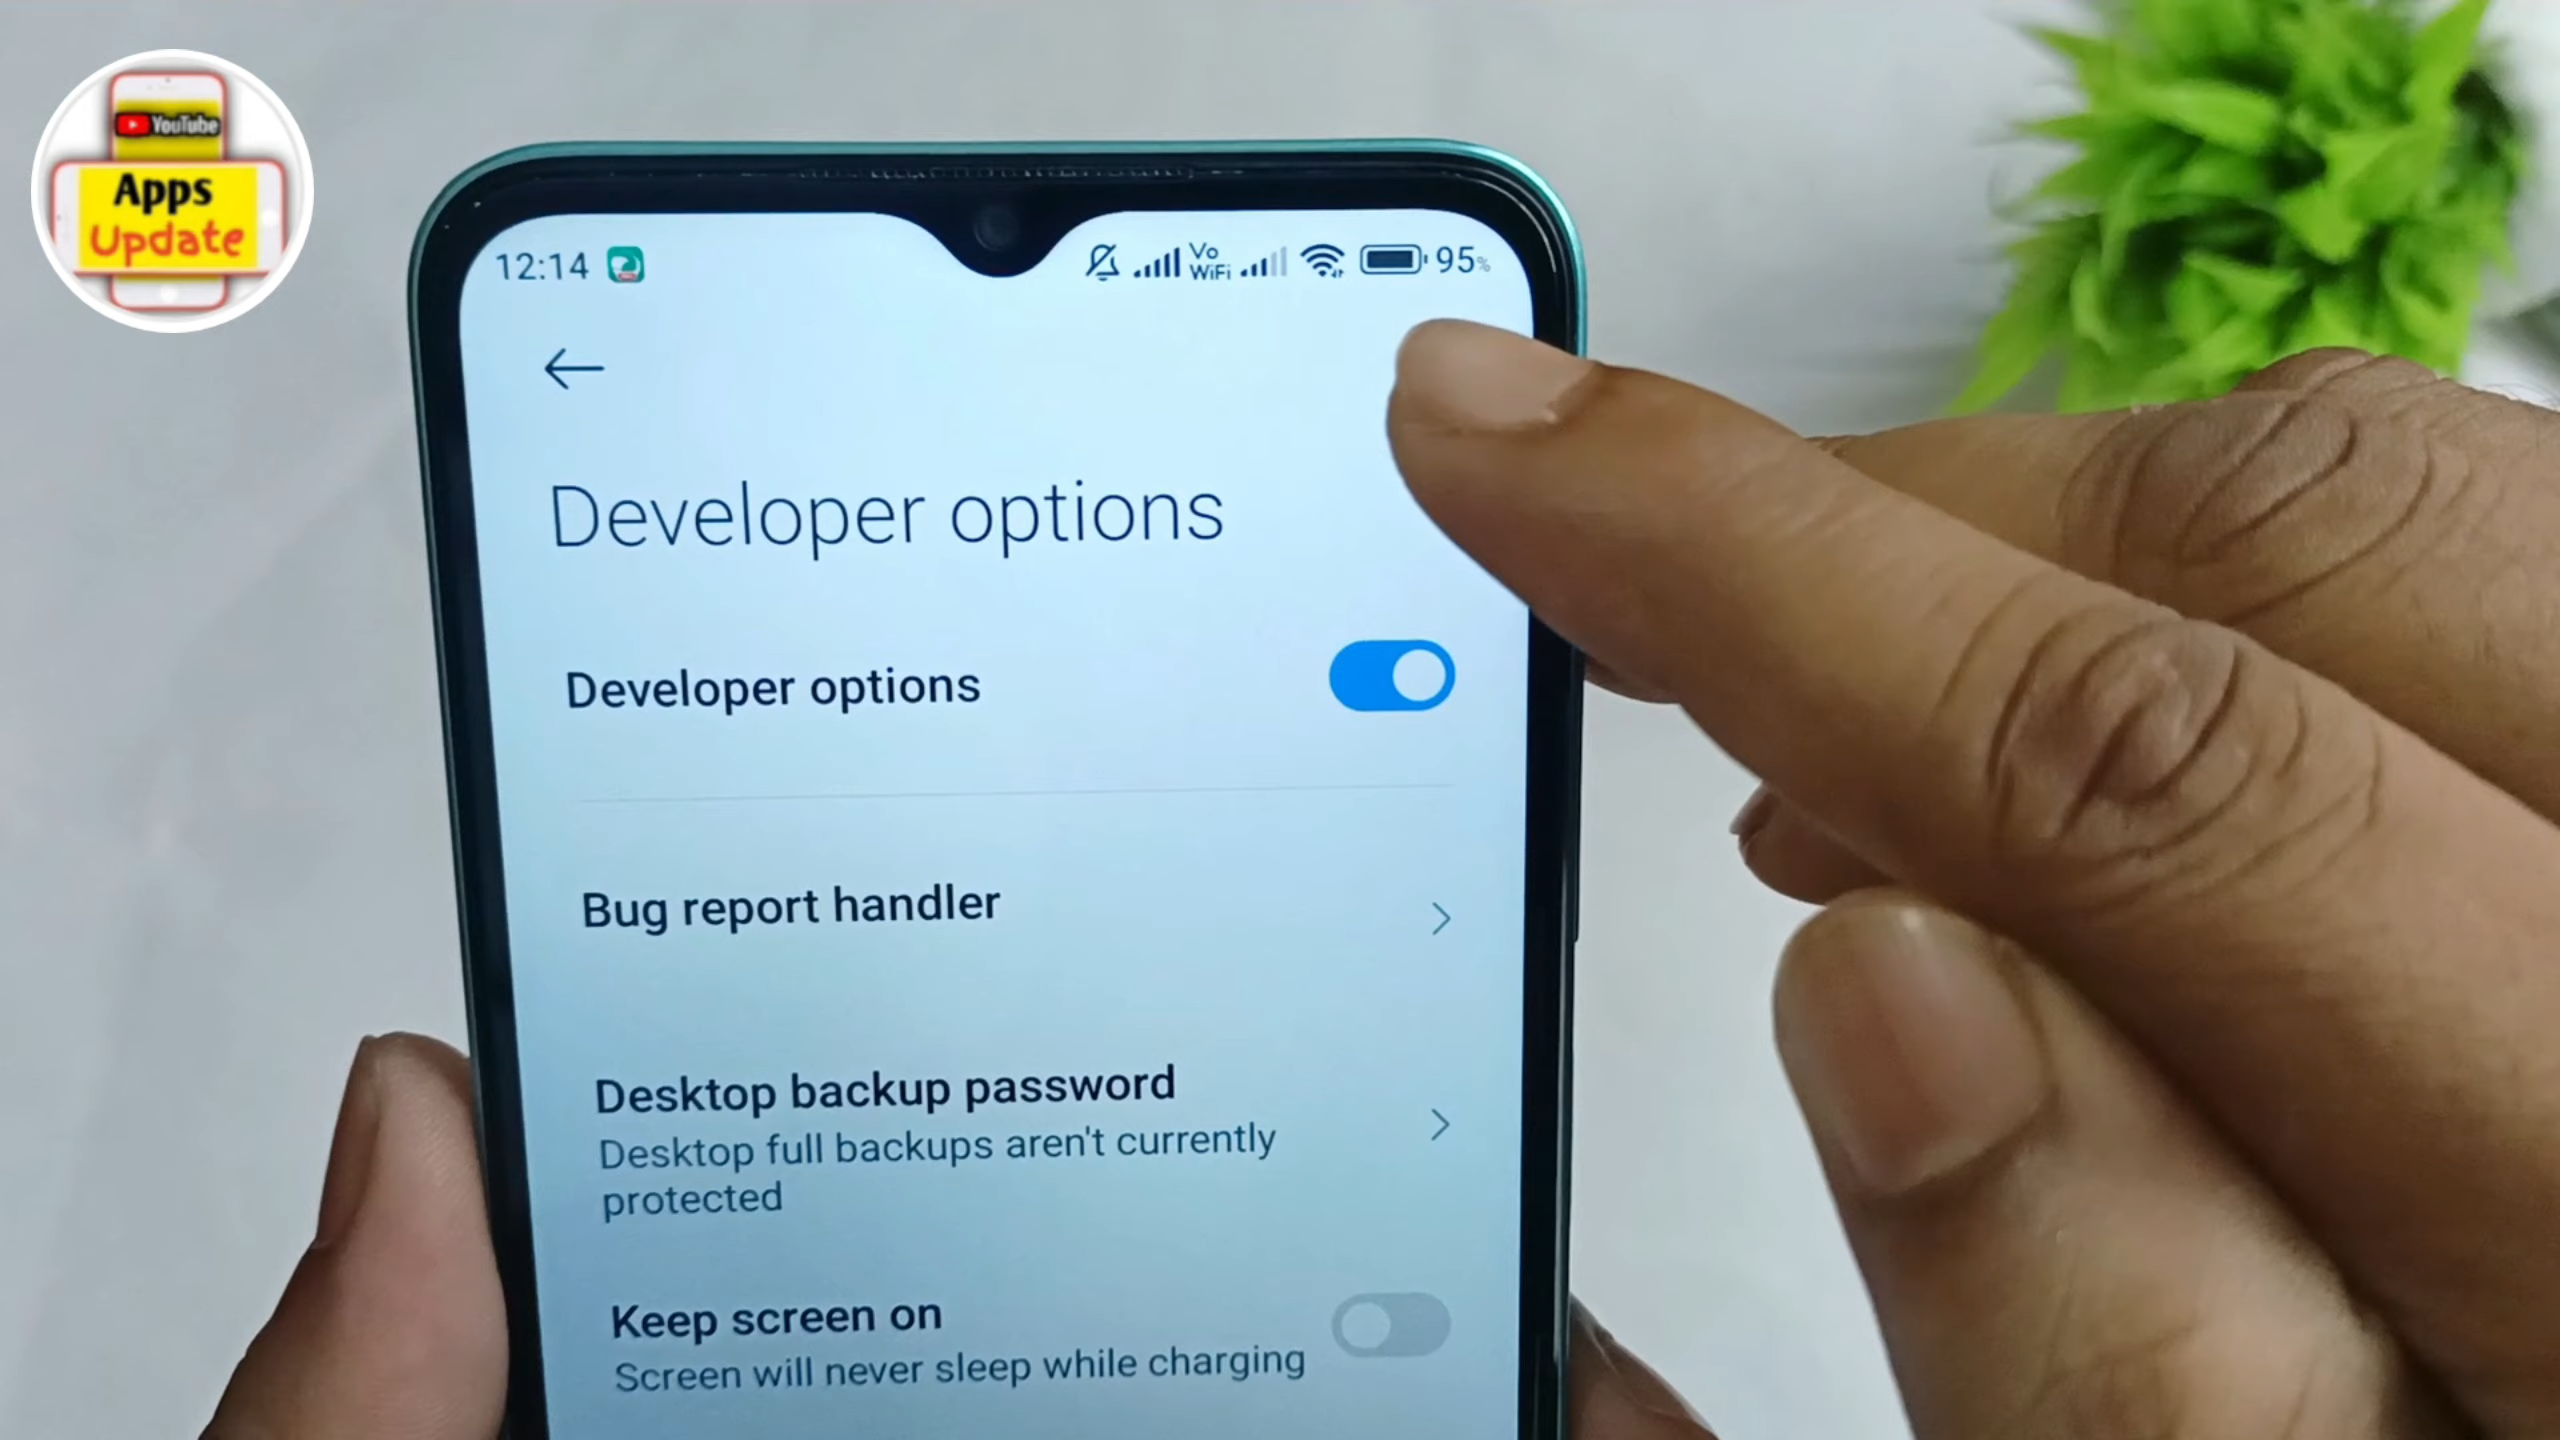 YouTube
Apps
Update
12:14
Vo
WiFi
95%
Developer options
Developer options
Bug report handler
Desktop backup password
Desktop full backups aren't currently
protected
Keep screen on
Screen will never sleep while charging